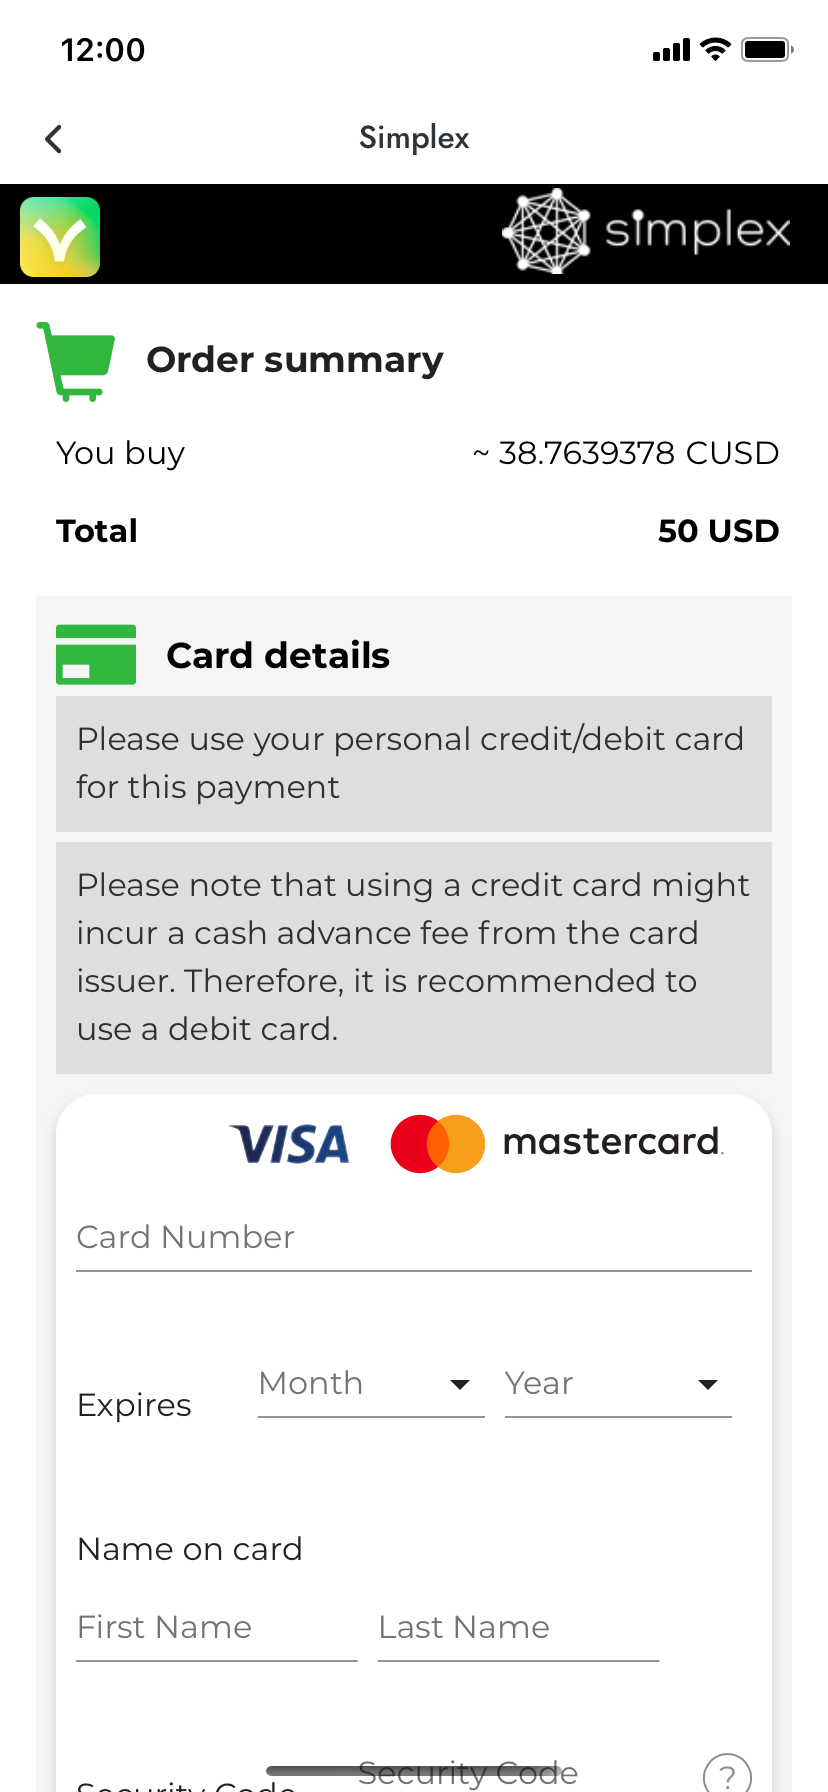 12:00
Simplex
simplex
Order summary
You buy ~ 38.7639378 CUSD
Total 50 USD
Card details
Please use your personal credit/debit card
for this payment
Please note that using a credit card might
incur a cash advance fee from the card
issuer. Therefore, it is recommended to
use a debit card.
VISA mastercard.
Card Number
Expires Month Year
Name on card
First Name Last Name
Security Code Security Code ?